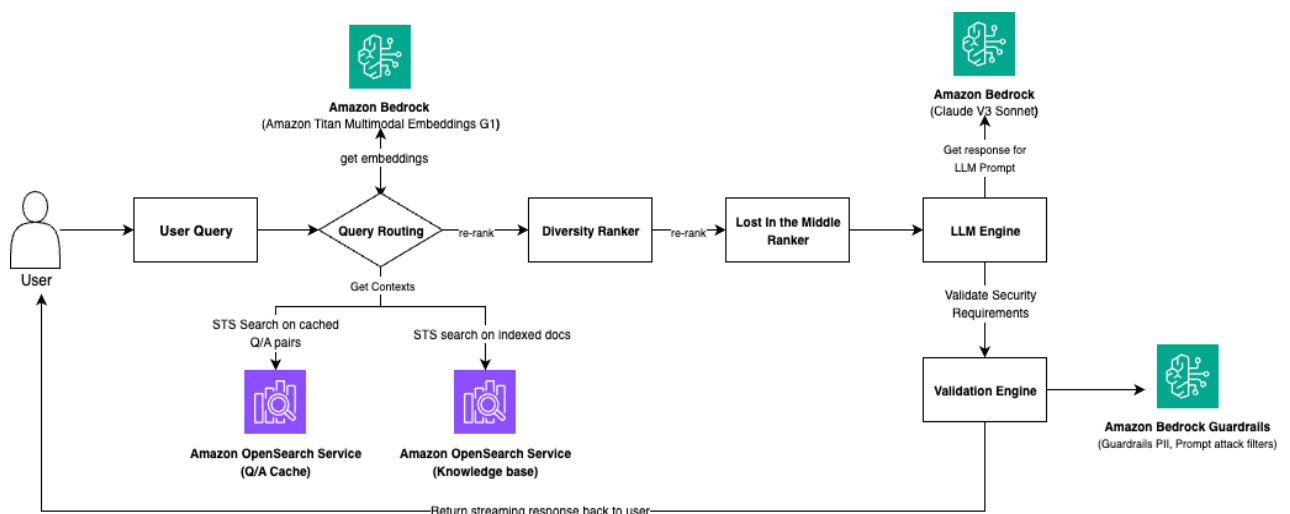 Amazon Bedrock
(Amazon Titan Multimodal Embeddings G1)
get embeddings
Amazon Bedrock
(Claude V3 Sonnet)
Get response for
LLM Prompt
User
User Query
Query Routing
re-rank
Diversity Ranker
re-rank
Lost In the Middle
Ranker
LLM Engine
Get Contexts
STS Search on cached
Q/A pairs
STS search on indexed docs
Validate Security
Requirements
Validation Engine
Amazon OpenSearch Service
(Q/A Cache)
Amazon OpenSearch Service
(Knowledge base)
Amazon Bedrock Guardrails
(Guardrails PII, Prompt attack filters)
Return streaming response back to user